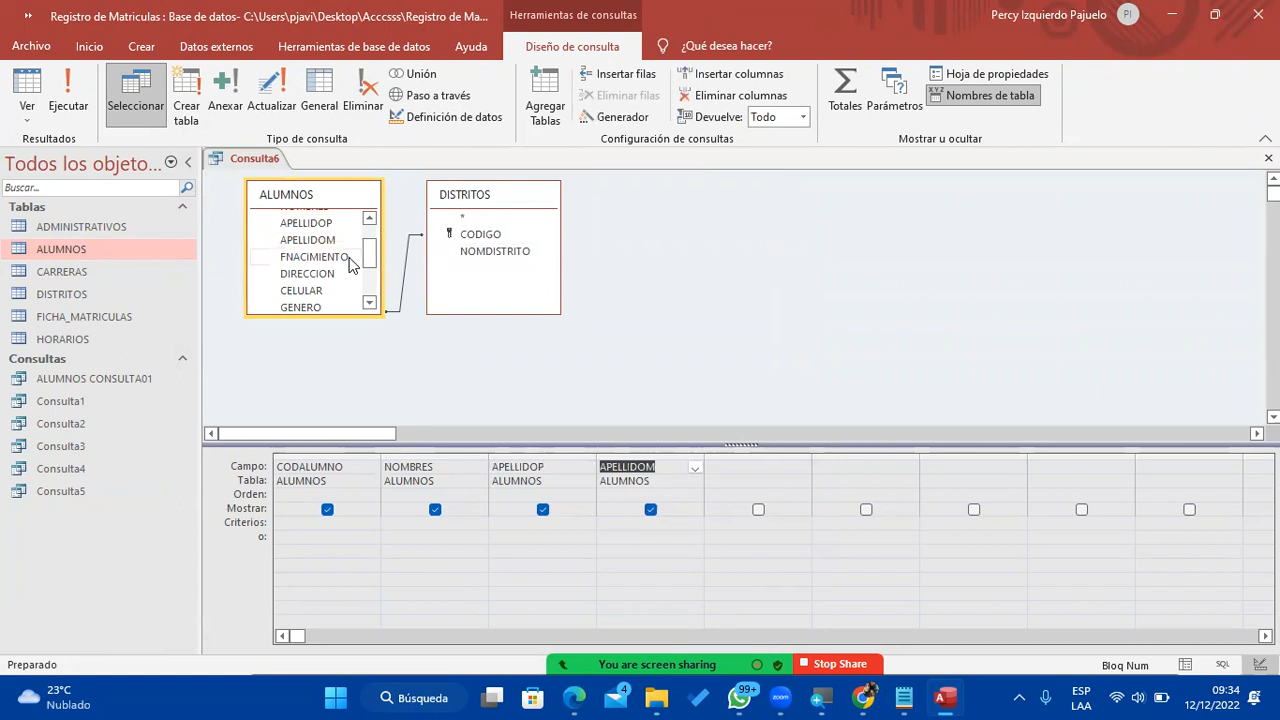 Registro de Matriculas : Base de datos- C:\Users\pjavi\Desktop\Acccsss\Registro de Ma...
Herramientas de consultas
Percy Izquierdo Pajuelo
PI
Archivo
Inicio
Crear
Datos externos
Herramientas de base de datos
Ayuda
Diseño de consulta
¿Qué desea hacer?
Ver
Ejecutar
Resultados
Seleccionar
Crear tabla
Anexar
Actualizar
General
Eliminar
Unión
Paso a través
Definición de datos
Tipo de consulta
Agregar Tablas
Insertar filas
Eliminar filas
Generador
Insertar columnas
Eliminar columnas
Devuelve: Todo
Configuración de consultas
Totales
Parámetros
Hoja de propiedades
Nombres de tabla
Mostrar u ocultar
Todos los objeto...
Buscar...
Tablas
ADMINISTRATIVOS
ALUMNOS
CARRERAS
DISTRITOS
FICHA_MATRICULAS
HORARIOS
Consultas
ALUMNOS CONSULTA01
Consulta1
Consulta2
Consulta3
Consulta4
Consulta5
Consulta6
ALUMNOS
APELLIDOP
APELLIDOM
FNACIMIENTO
DIRECCION
CELULAR
GENERO
DISTRITOS
*
CODIGO
NOMDISTRITO
Campo: CODALUMNO NOMBRES APELLIDOP APELLIDOM
Tabla: ALUMNOS ALUMNOS ALUMNOS ALUMNOS
Orden:
Mostrar:
Criterios:
o:
Preparado
You are screen sharing
Stop Share
Bloq Num
SQL
23°C
Nublado
Búsqueda
4
99+
ESP
LAA
09:34
12/12/2022